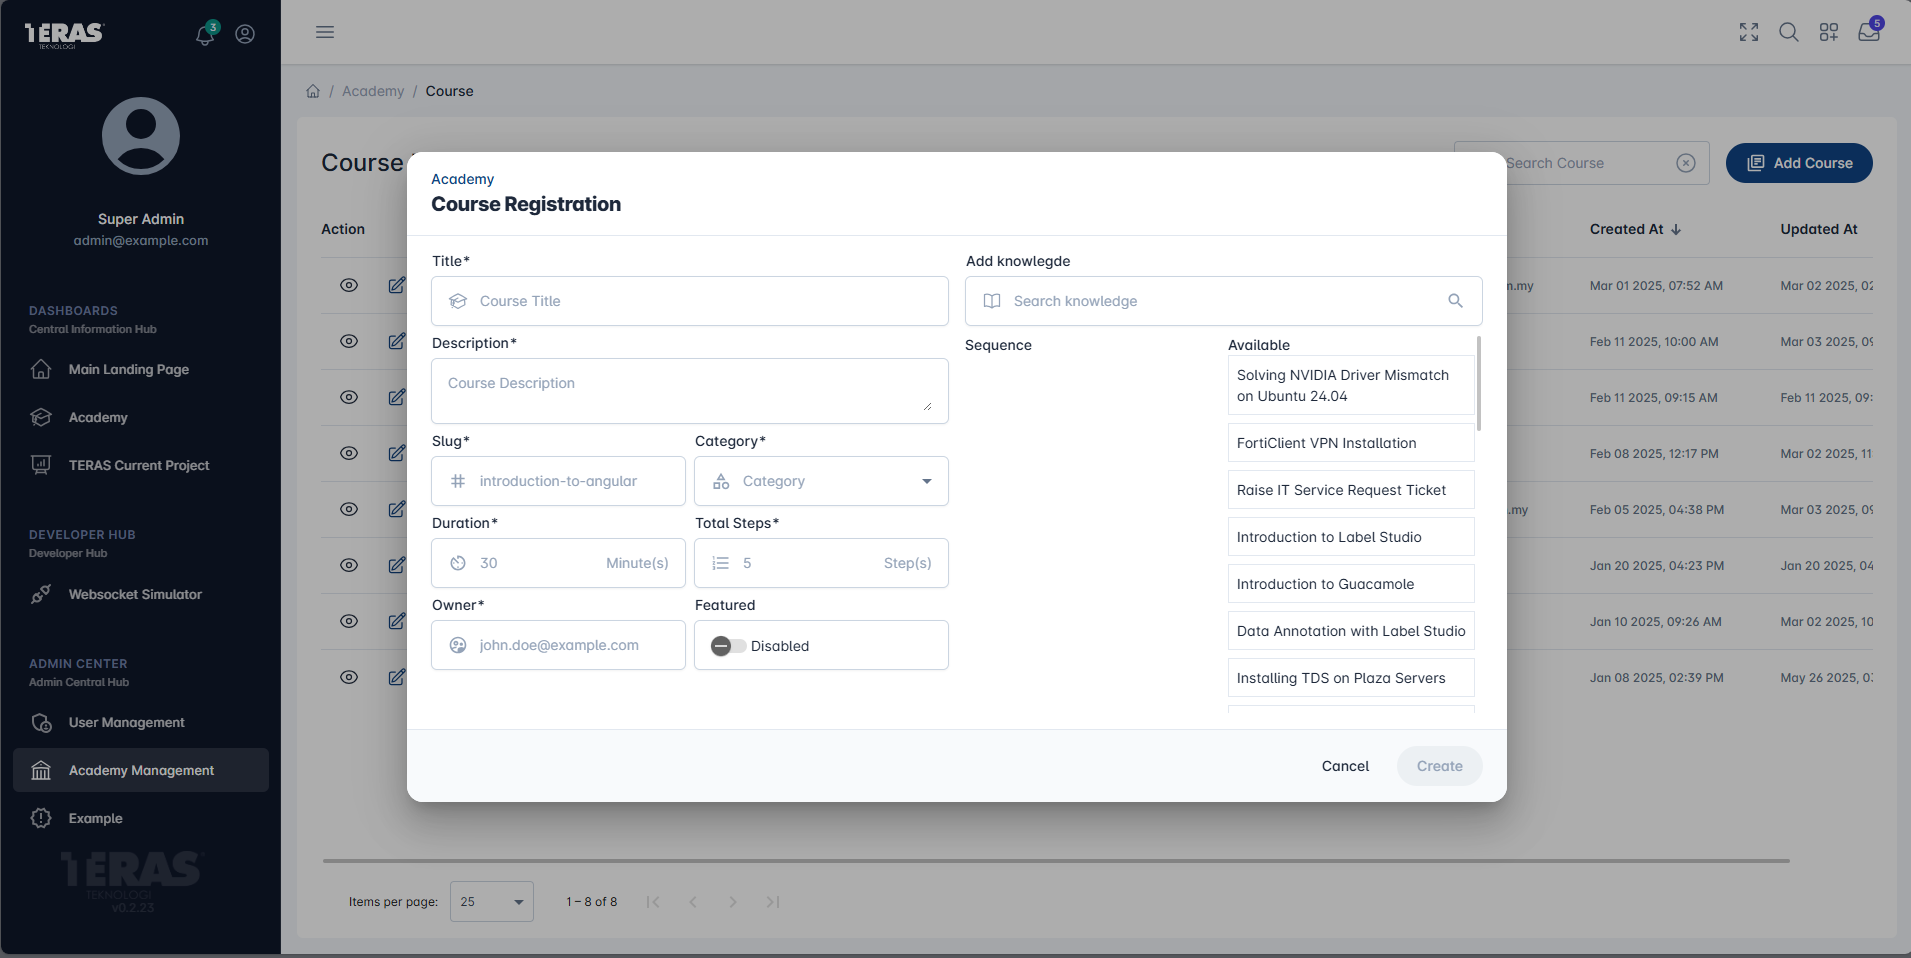 TERAS
TEKNOLOGI
3
5
Super Admin
admin@example.com
DASHBOARDS
Central Information Hub
Main Landing Page
Academy
TERAS Current Project
DEVELOPER HUB
Developer Hub
Websocket Simulator
ADMIN CENTER
Admin Central Hub
User Management
Academy Management
Example
TERAS
TEKNOLOGI
v0.2.23
/ Academy / Course
Course
Search Course
Add Course
Action
Created At
Updated At
n.my
Mar 01 2025, 07:52 AM
Mar 02 2025, 02
Feb 11 2025, 10:00 AM
Mar 03 2025, 09
Feb 11 2025, 09:15 AM
Feb 11 2025, 09:
Feb 08 2025, 12:17 PM
Mar 02 2025, 11
.my
Feb 05 2025, 04:38 PM
Mar 03 2025, 09
Jan 20 2025, 04:23 PM
Jan 20 2025, 04
Jan 10 2025, 09:26 AM
Mar 02 2025, 10
Jan 08 2025, 02:39 PM
May 26 2025, 03
Academy
Course Registration
Title*
Course Title
Description*
Course Description
Slug*
Category*
introduction-to-angular
Category
Duration*
Total Steps*
30
Minute(s)
5
Step(s)
Owner*
Featured
john.doe@example.com
Disabled
Add knowlegde
Search knowledge
Sequence
Available
Solving NVIDIA Driver Mismatch
on Ubuntu 24.04
FortiClient VPN Installation
Raise IT Service Request Ticket
Introduction to Label Studio
Introduction to Guacamole
Data Annotation with Label Studio
Installing TDS on Plaza Servers
Cancel
Create
Items per page:
25
1 – 8 of 8